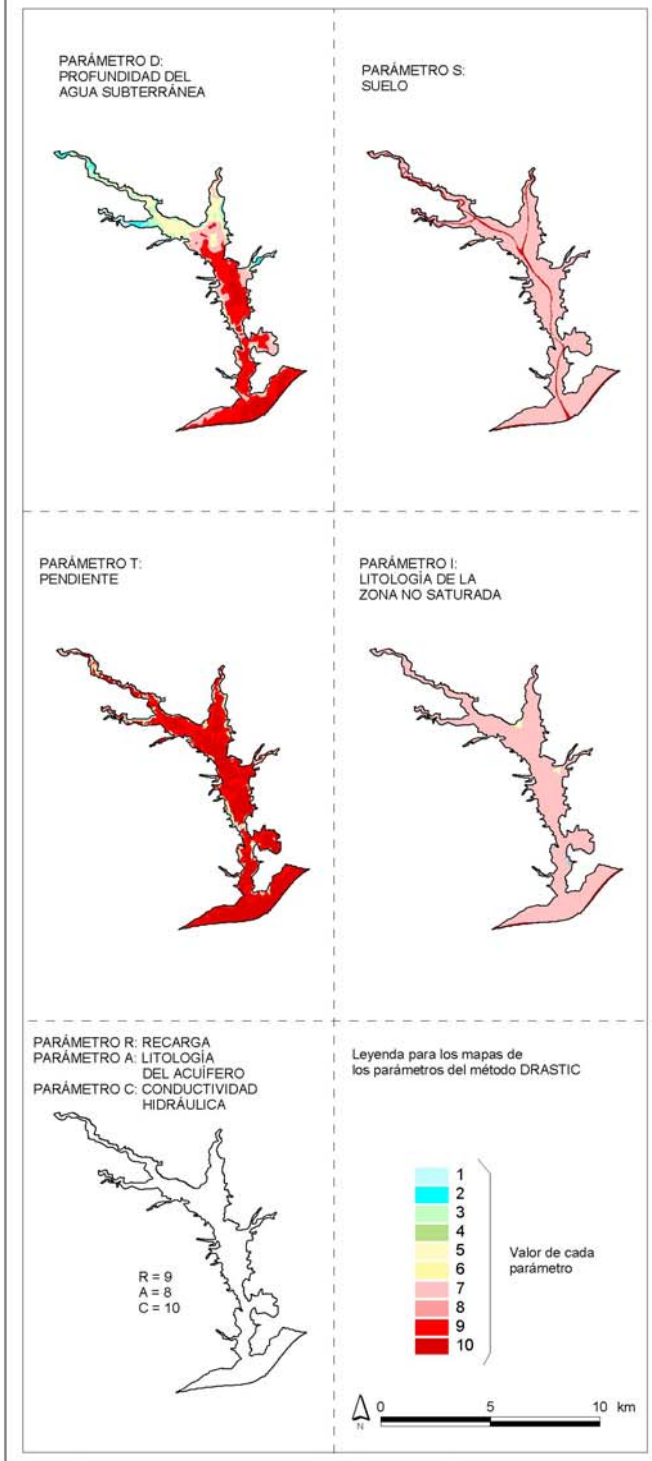 PARÁMETRO D:
PROFUNDIDAD DEL
AGUA SUBTERRÁNEA
PARÁMETRO S:
SUELO
PARÁMETRO T:
PENDIENTE
PARÁMETRO I:
LITOLOGÍA DE LA
ZONA NO SATURADA
PARÁMETRO R: RECARGA
PARÁMETRO A: LITOLOGÍA
DEL ACUÍFERO
PARÁMETRO C: CONDUCTIVIDAD
HIDRÁULICA
R = 9
A = 8
C = 10
Leyenda para los mapas de
los parámetros del método DRASTIC
1
2
3
4
5
6
7
8
9
10
Valor de cada
parámetro
N
0 5 10 km